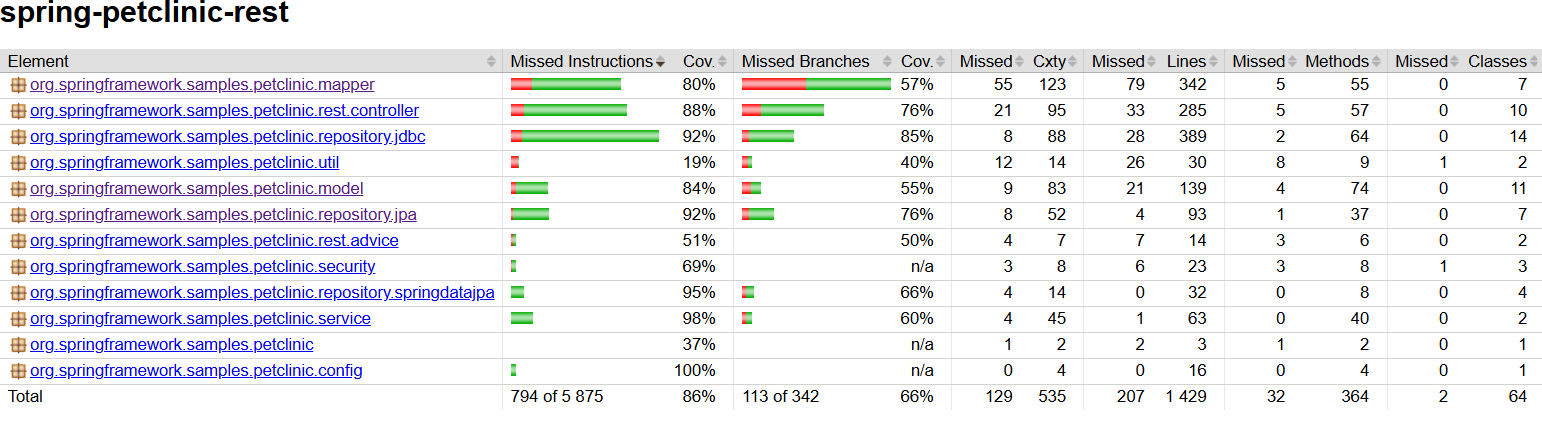 spring-petclinic-rest
Element Missed Instructions Cov. Missed Branches Cov. Missed Cxty Missed Lines Missed Methods Missed Classes
org.springframework.samples.petclinic.mapper 80% 57% 55 123 79 342 5 55 0 7
org.springframework.samples.petclinic.rest.controller 88% 76% 21 95 33 285 5 57 0 10
org.springframework.samples.petclinic.repository.jdbc 92% 85% 8 88 28 389 2 64 0 14
org.springframework.samples.petclinic.util 19% 40% 12 14 26 30 8 9 1 2
org.springframework.samples.petclinic.model 84% 55% 9 83 21 139 4 74 0 11
org.springframework.samples.petclinic.repository.jpa 92% 76% 8 52 4 93 1 37 0 7
org.springframework.samples.petclinic.rest.advice 51% 50% 4 7 7 14 3 6 0 2
org.springframework.samples.petclinic.security 69% n/a 3 8 6 23 3 8 1 3
org.springframework.samples.petclinic.repository.springdatajpa 95% 66% 4 14 0 32 0 8 0 4
org.springframework.samples.petclinic.service 98% 60% 4 45 1 63 0 40 0 2
org.springframework.samples.petclinic 37% n/a 1 2 2 3 1 2 0 1
org.springframework.samples.petclinic.config 100% n/a 0 4 0 16 0 4 0 1
Total 794 of 5 875 86% 113 of 342 66% 129 535 207 1 429 32 364 2 64